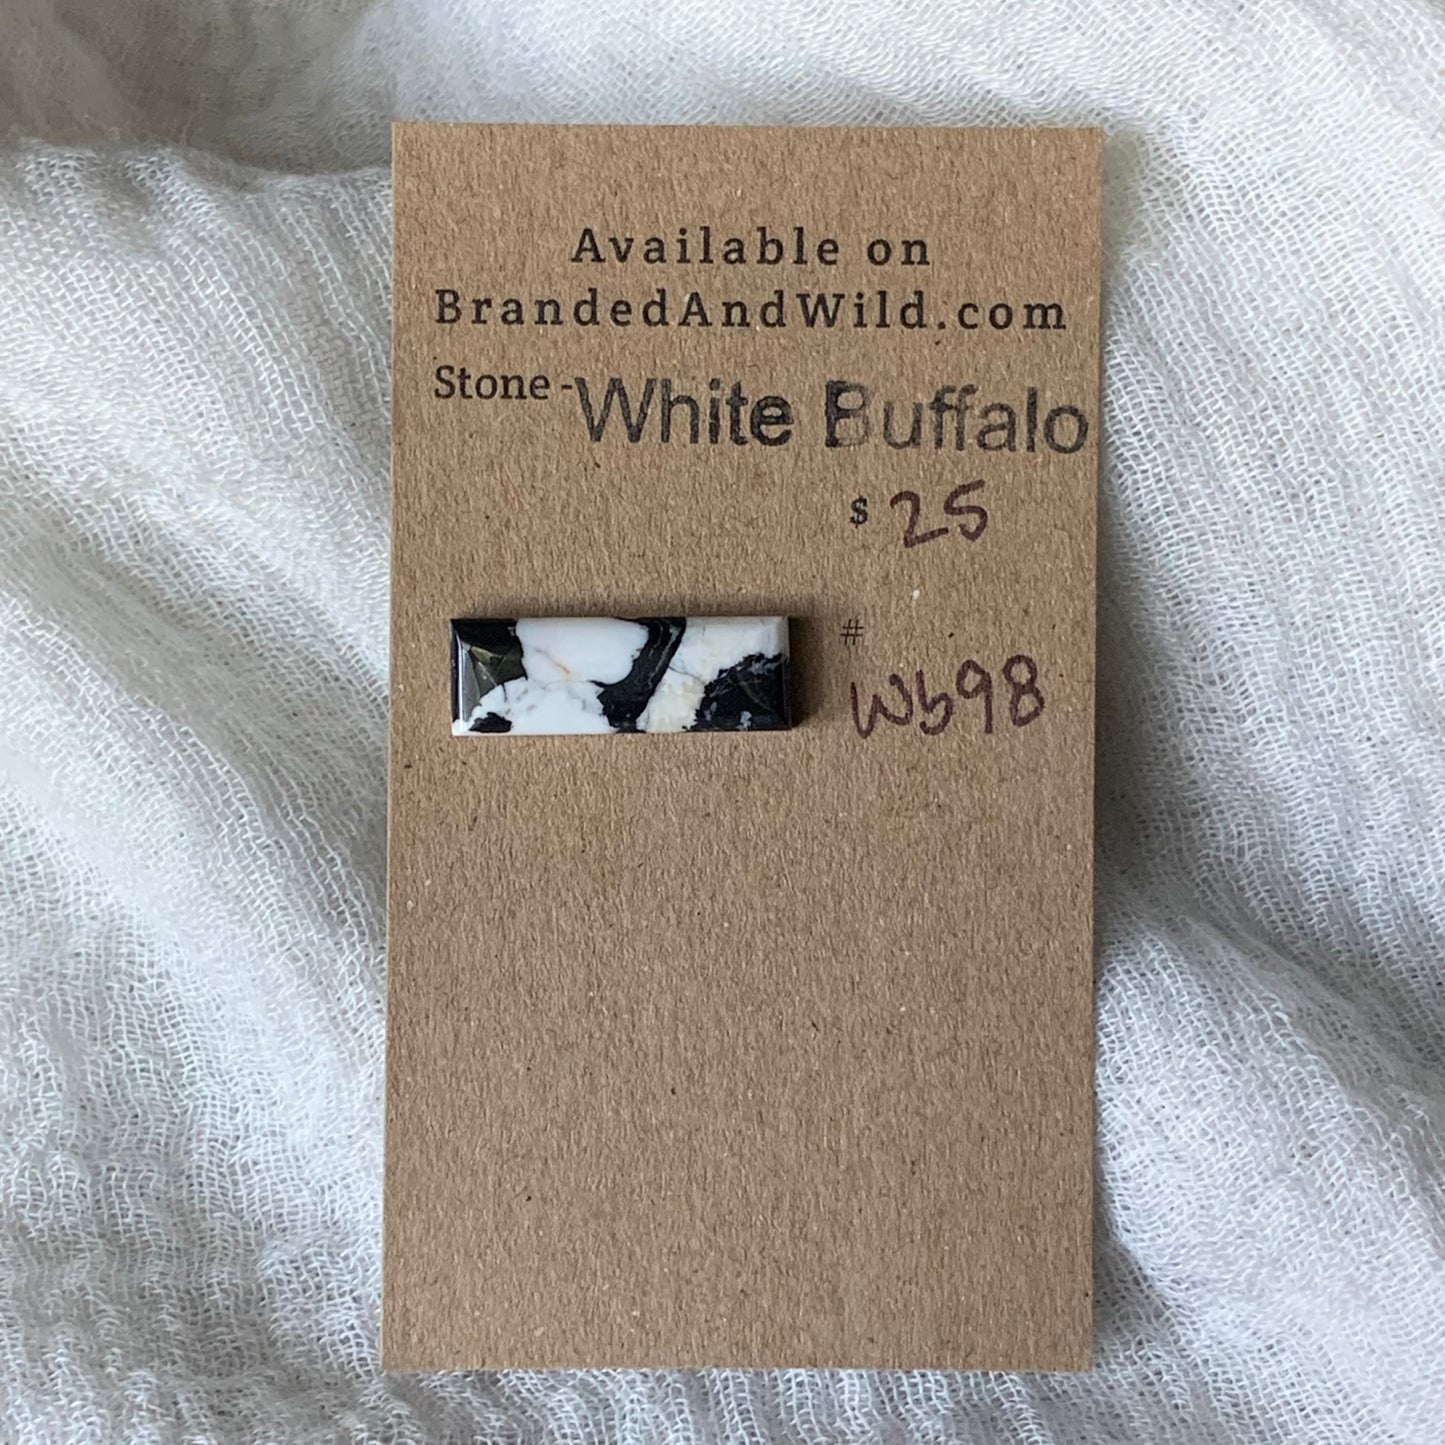 Available on
BrandedAndWild.com
Stone - White Buffalo
$ 25
#
Wb98